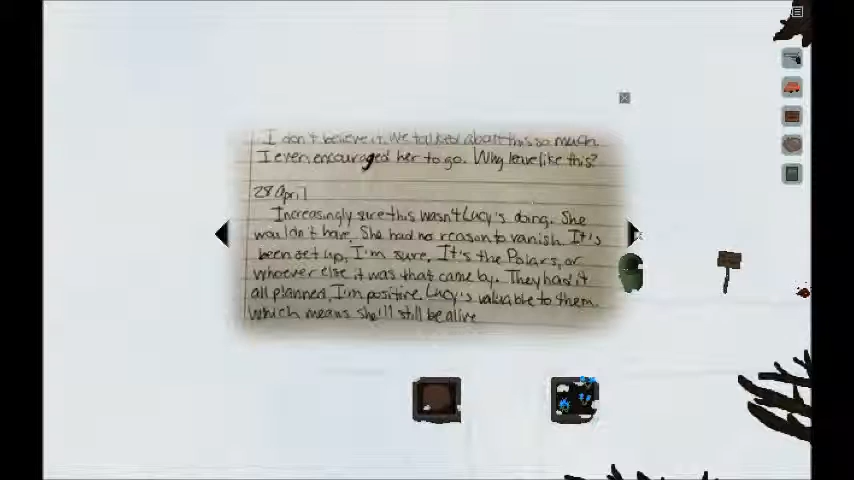 I don't believe it. We talked about this so much.
I even encouraged her to go. Why leave like this?
28 April
Increasingly sure this wasn't Lucy's doing. She
wouldn't have. She had no reason to vanish. It's
been set up, I'm sure. It's the Polars, or
whoever else it was that came by. They had it
all planned, I'm positive. Lucy's valuable to them.
which means she'll still be alive